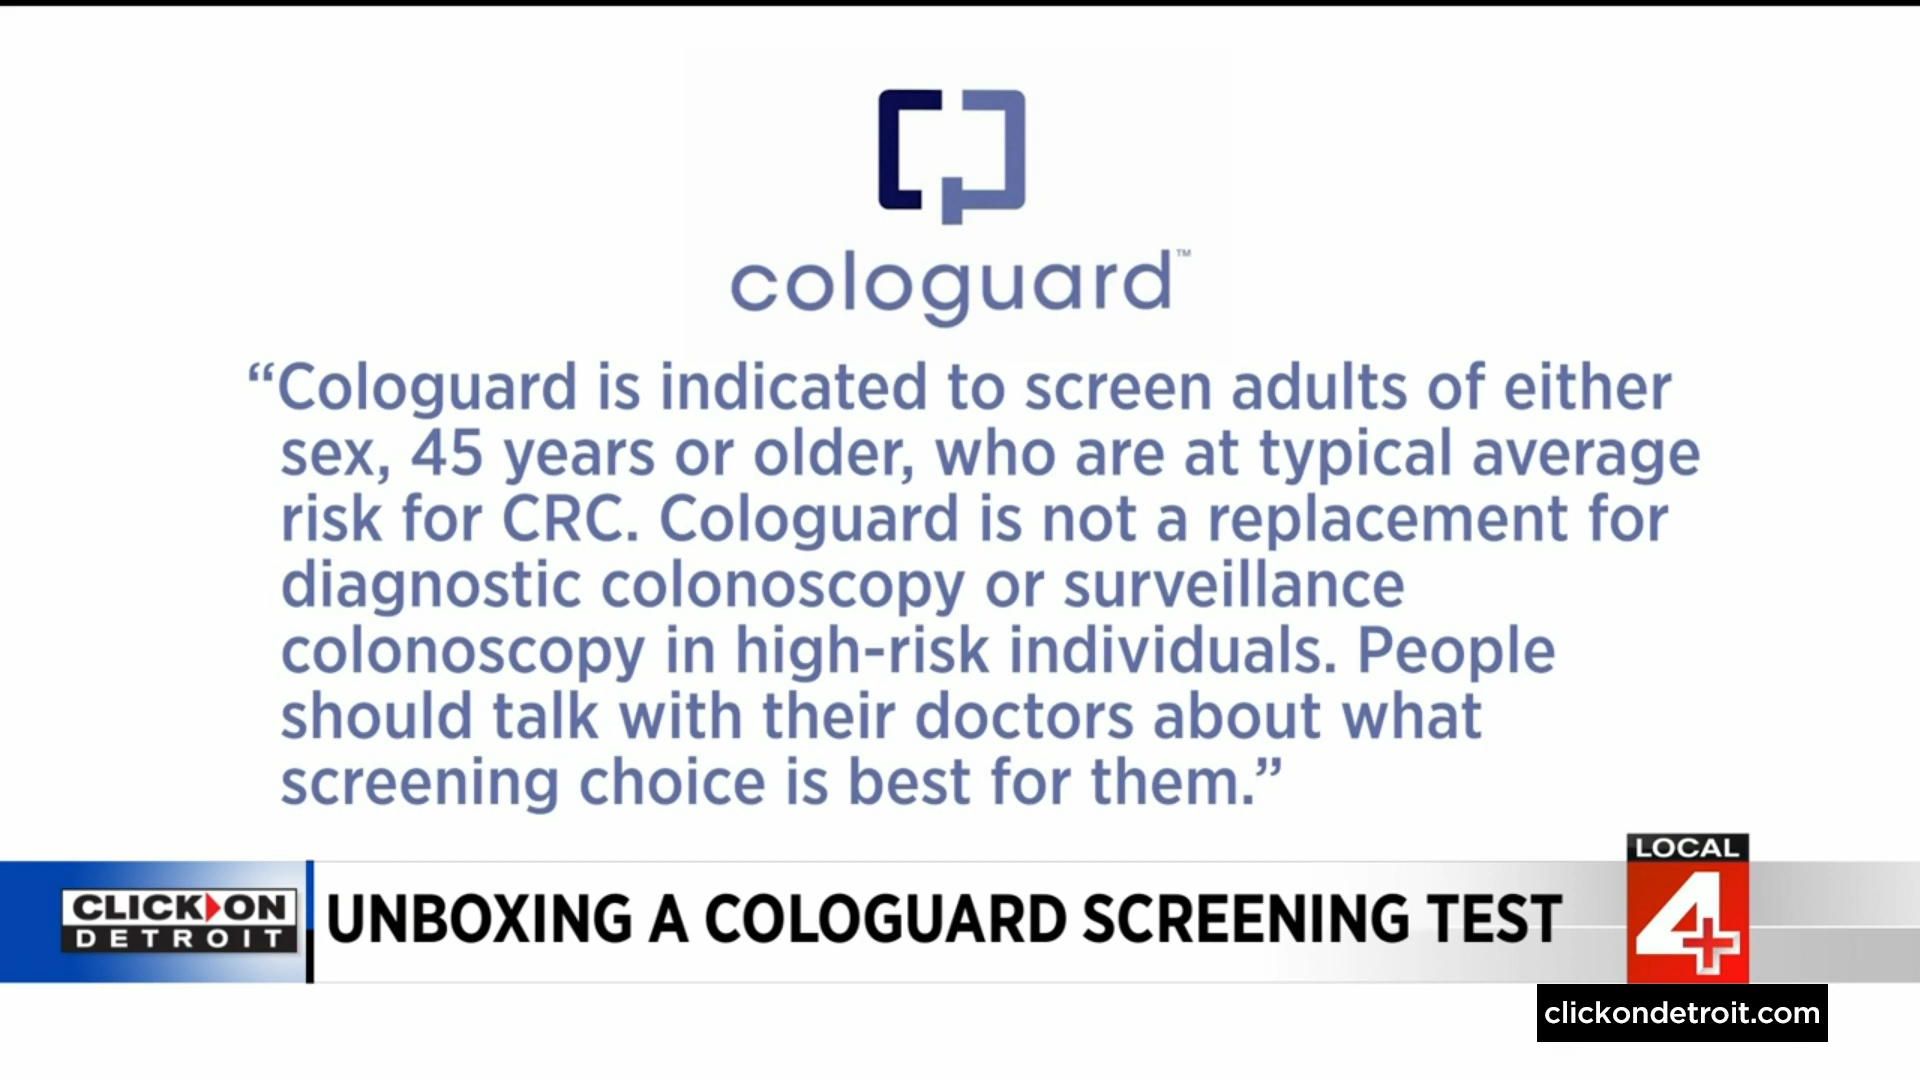 cologuard™
“Cologuard is indicated to screen adults of either
sex, 45 years or older, who are at typical average
risk for CRC. Cologuard is not a replacement for
diagnostic colonoscopy or surveillance
colonoscopy in high-risk individuals. People
should talk with their doctors about what
screening choice is best for them.”
LOCAL
4+
CLICK ON
DETROIT
UNBOXING A COLOGUARD SCREENING TEST
clickondetroit.com